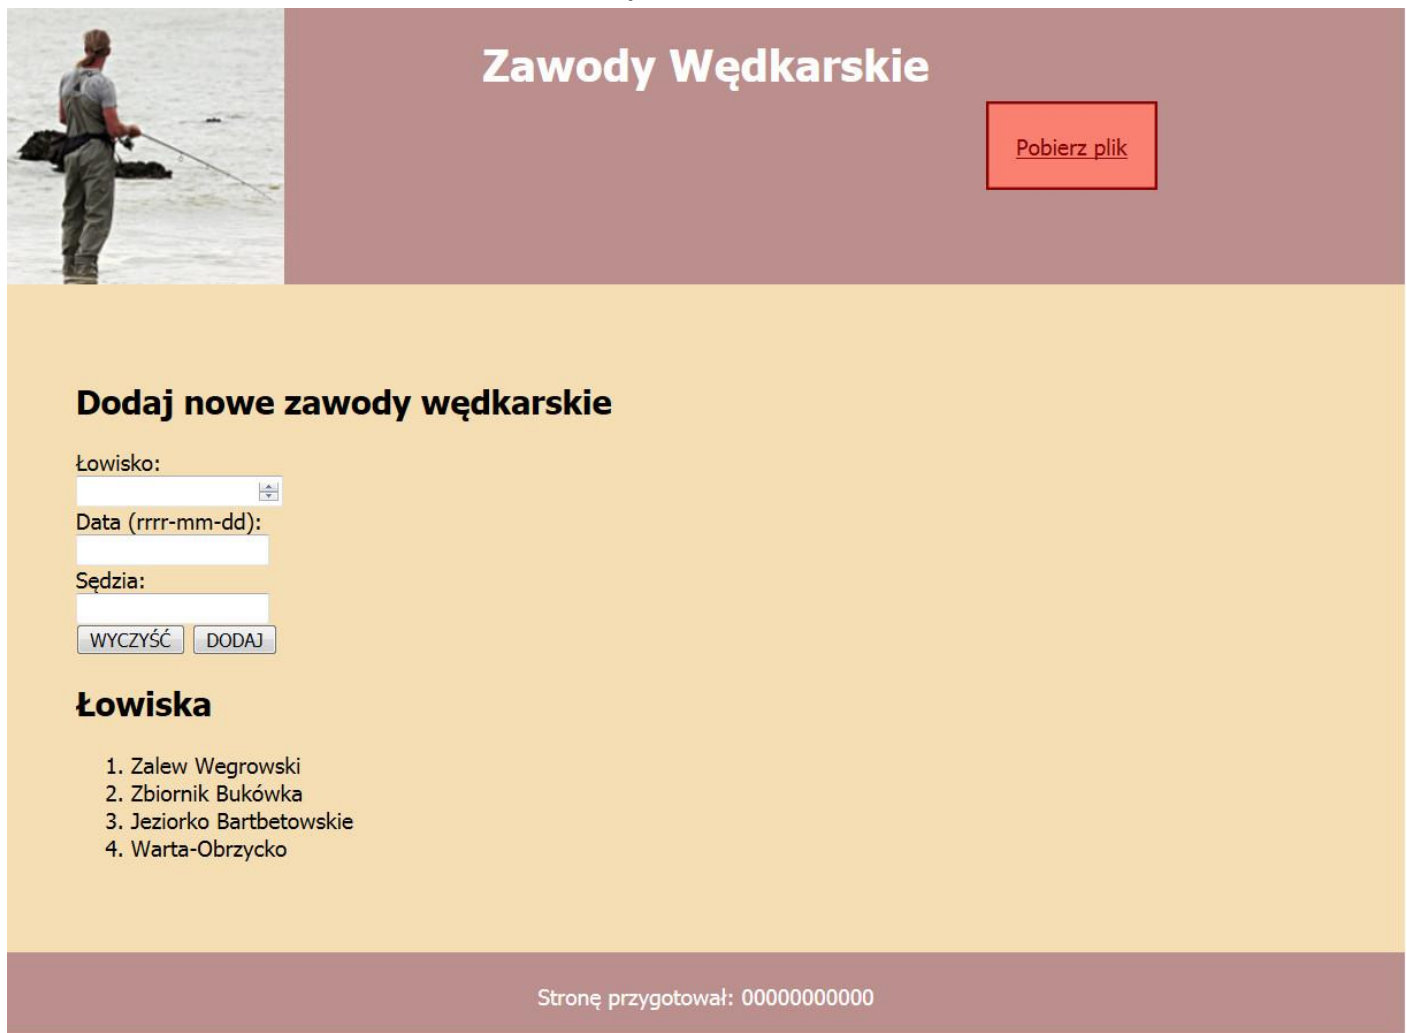 Zawody Wędkarskie
Pobierz plik
Dodaj nowe zawody wędkarskie
Łowisko:
Data (rrrr-mm-dd):
Sędzia:
WYCZYŚĆ DODAJ
Łowiska
1. Zalew Wegrowski
2. Zbiornik Bukówka
3. Jeziorko Bartbetowskie
4. Warta-Obrzycko
Stronę przygotował: 00000000000